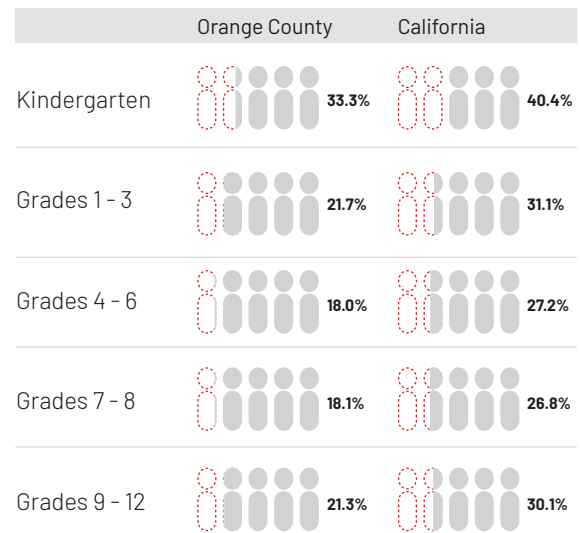 Orange County California
Kindergarten 33.3% 40.4%
Grades 1 - 3 21.7% 31.1%
Grades 4 - 6 18.0% 27.2%
Grades 7 - 8 18.1% 26.8%
Grades 9 - 12 21.3% 30.1%